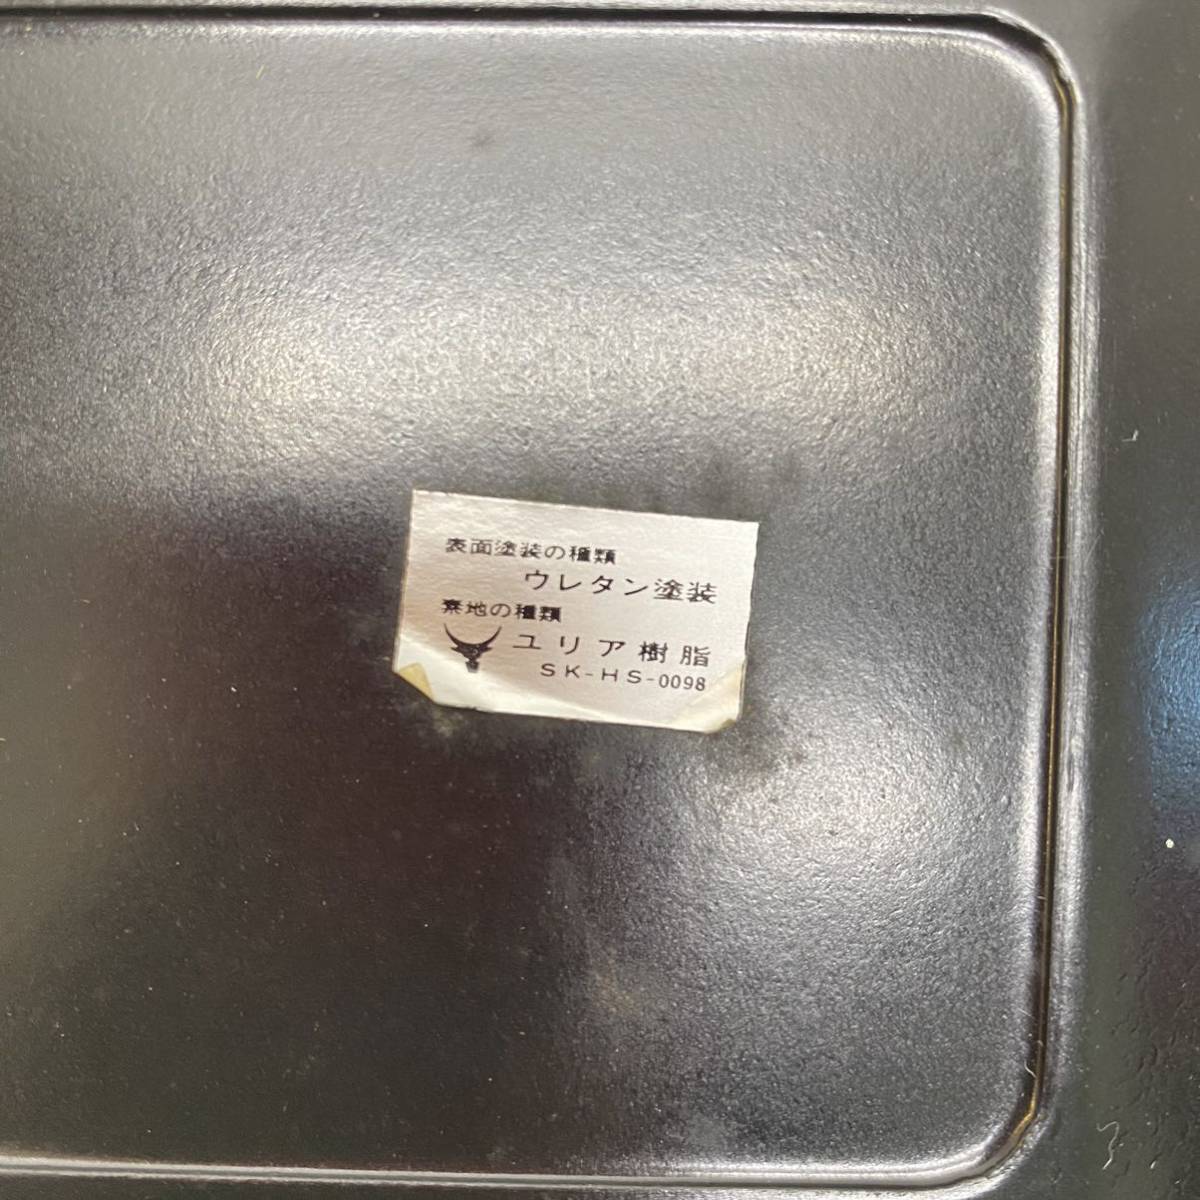 表面塗装の種類
ウレタン塗装
素地の種類
ユリア樹脂
SK-HS-0098